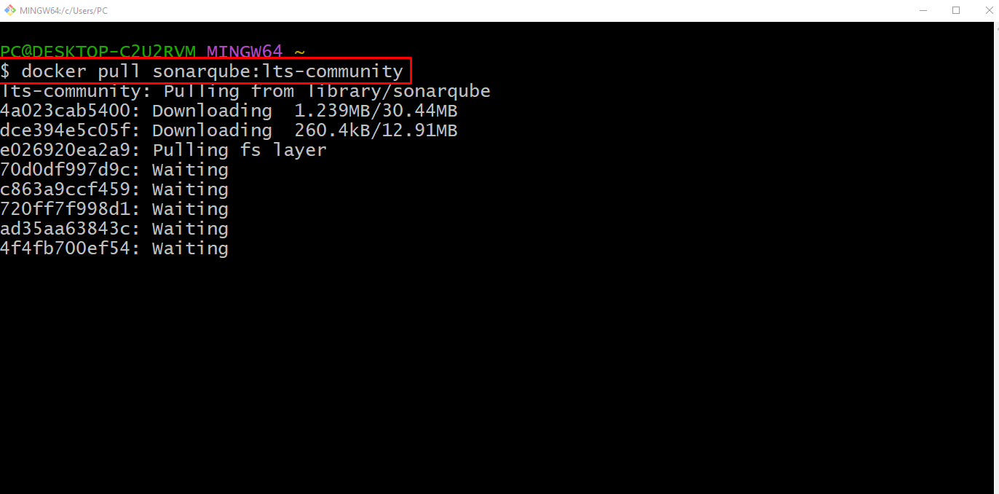 MINGW64:/c/Users/PC
PC@DESKTOP-C2U2RVM MINGW64 ~
$ docker pull sonarqube:lts-community
lts-community: Pulling from library/sonarqube
4a023cab5400: Downloading  1.239MB/30.44MB
dce394e5c05f: Downloading  260.4kB/12.91MB
e026920ea2a9: Pulling fs layer
70d0df997d9c: Waiting
c863a9ccf459: Waiting
720ff7f998d1: Waiting
ad35aa63843c: Waiting
4f4fb700ef54: Waiting